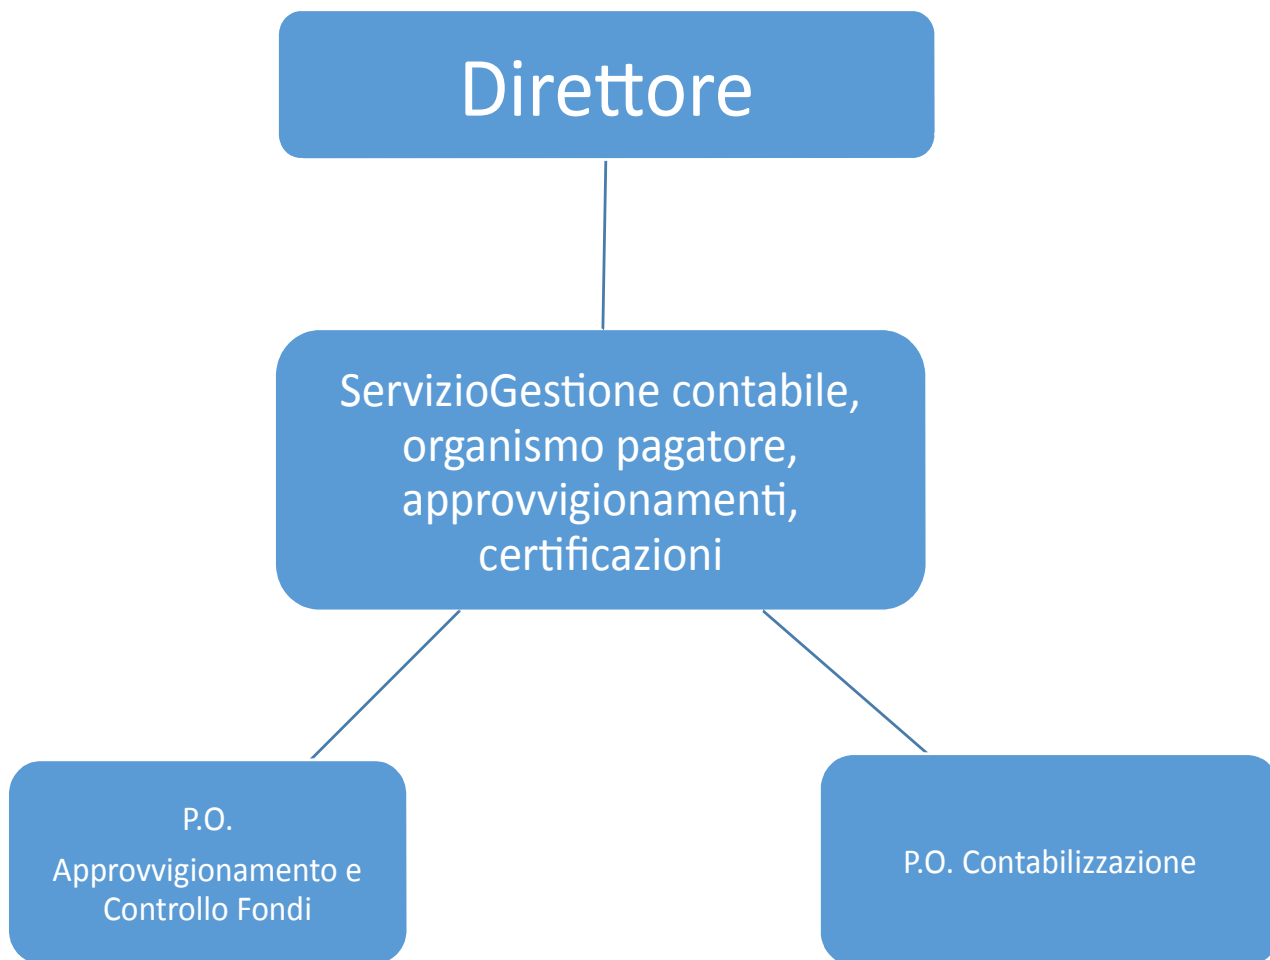 Direttore
ServizioGestione contabile,
organismo pagatore,
approvvigionamenti,
certificazioni
P.O.
Approvvigionamento e
Controllo Fondi
P.O. Contabilizzazione